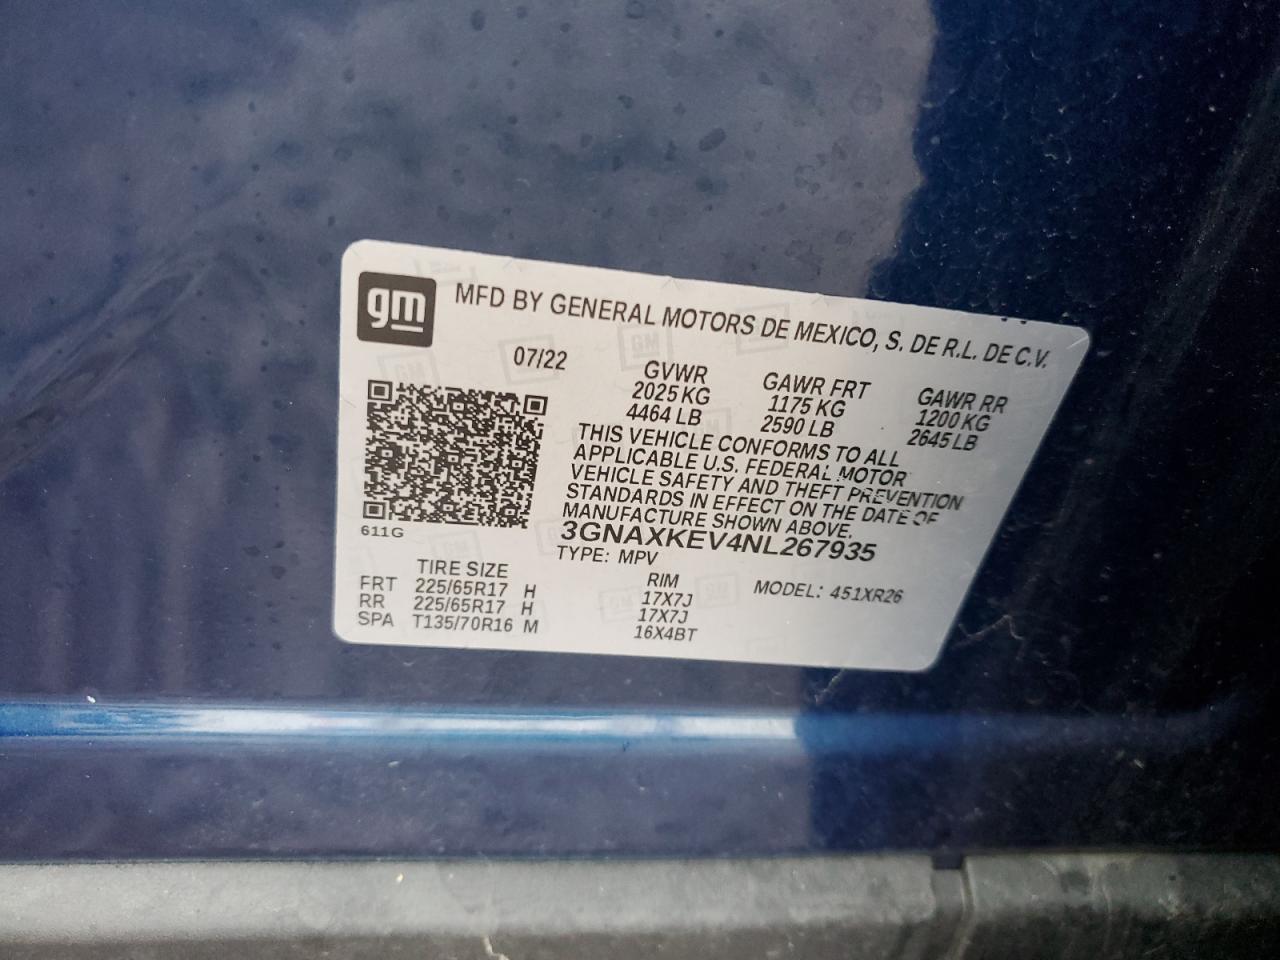 gm
MFD BY GENERAL MOTORS DE MEXICO, S. DE R.L. DE C.V.
07/22
GVWR GAWR FRT GAWR RR
2025 KG 1175 KG 1200 KG
4464 LB 2590 LB 2645 LB
THIS VEHICLE CONFORMS TO ALL
APPLICABLE U.S. FEDERAL MOTOR
VEHICLE SAFETY AND THEFT PREVENTION
STANDARDS IN EFFECT ON THE DATE OF
MANUFACTURE SHOWN ABOVE.
3GNAXKEV4NL267935
TYPE: MPV
MODEL: 451XR26
611G
TIRE SIZE RIM
FRT 225/65R17 H 17X7J
RR 225/65R17 H 17X7J
SPA T135/70R16 M 16X4BT